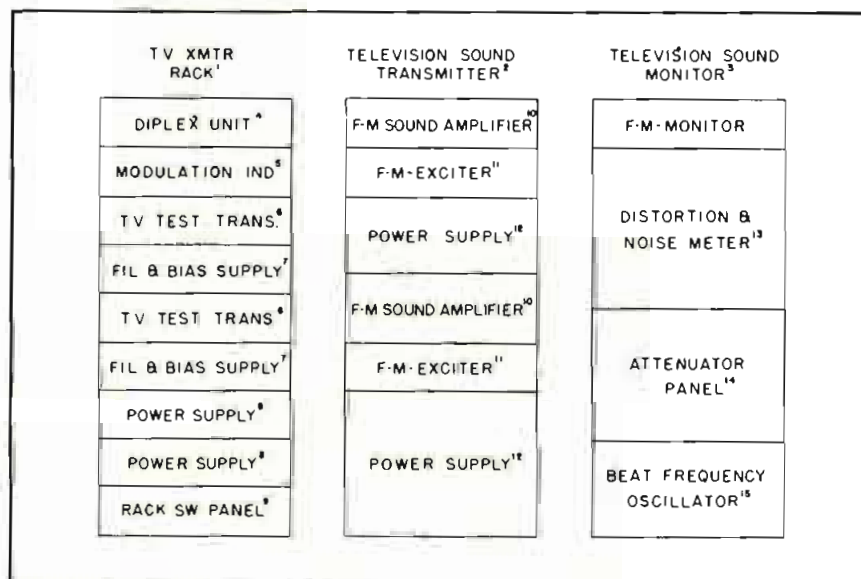 TV XMTR
RACK¹
DIPLEX UNIT⁴
MODULATION IND⁵
TV TEST TRANS.⁶
FIL & BIAS SUPPLY⁷
TV TEST TRANS⁶
FIL & BIAS SUPPLY⁷
POWER SUPPLY⁸
POWER SUPPLY⁸
RACK SW PANEL⁹
TELEVISION SOUND
TRANSMITTER²
F-M SOUND AMPLIFIER¹⁰
F-M-EXCITER¹¹
POWER SUPPLY¹²
F-M SOUND AMPLIFIER¹⁰
F-M-EXCITER¹¹
POWER SUPPLY¹²
TELEVISION SOUND
MONITOR³
F-M-MONITOR
DISTORTION &
NOISE METER¹³
ATTENUATOR
PANEL¹⁴
BEAT FREQUENCY
OSCILLATOR¹⁵